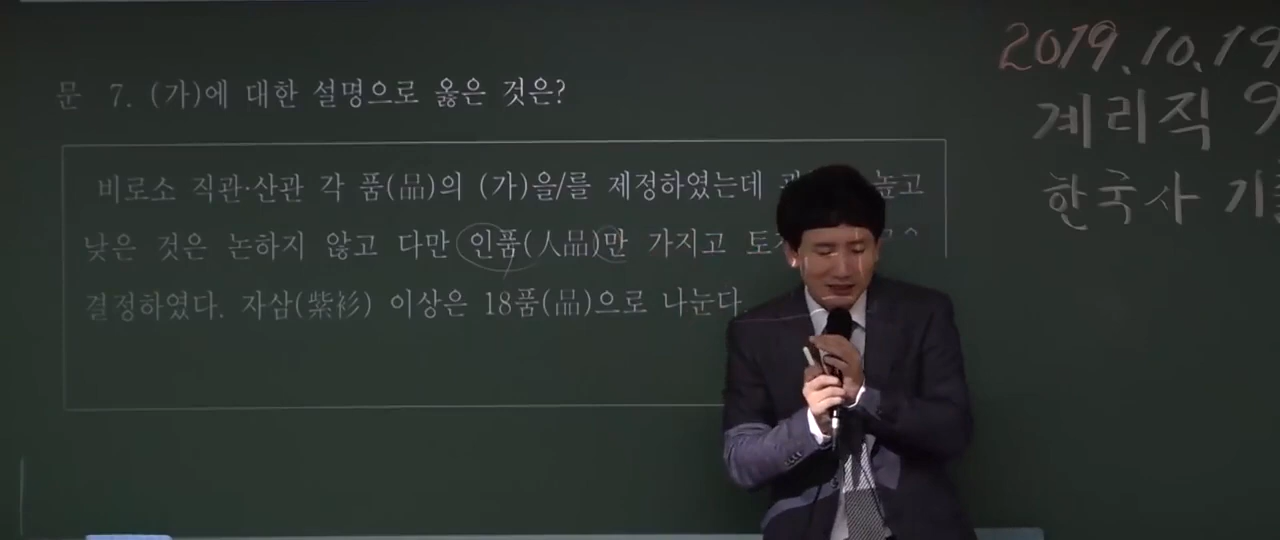 문 7. (가)에 대한 설명으로 옳은 것은?
비로소 직관·산관 각 품(品)의 (가)을/를 제정하였는데 높고
낮은 것은 논하지 않고 다만 인품(人品)만 가지고
결정하였다. 자삼(紫衫) 이상은 18품(品)으로 나눈다.
2019.10.19
계리직 9
한국사